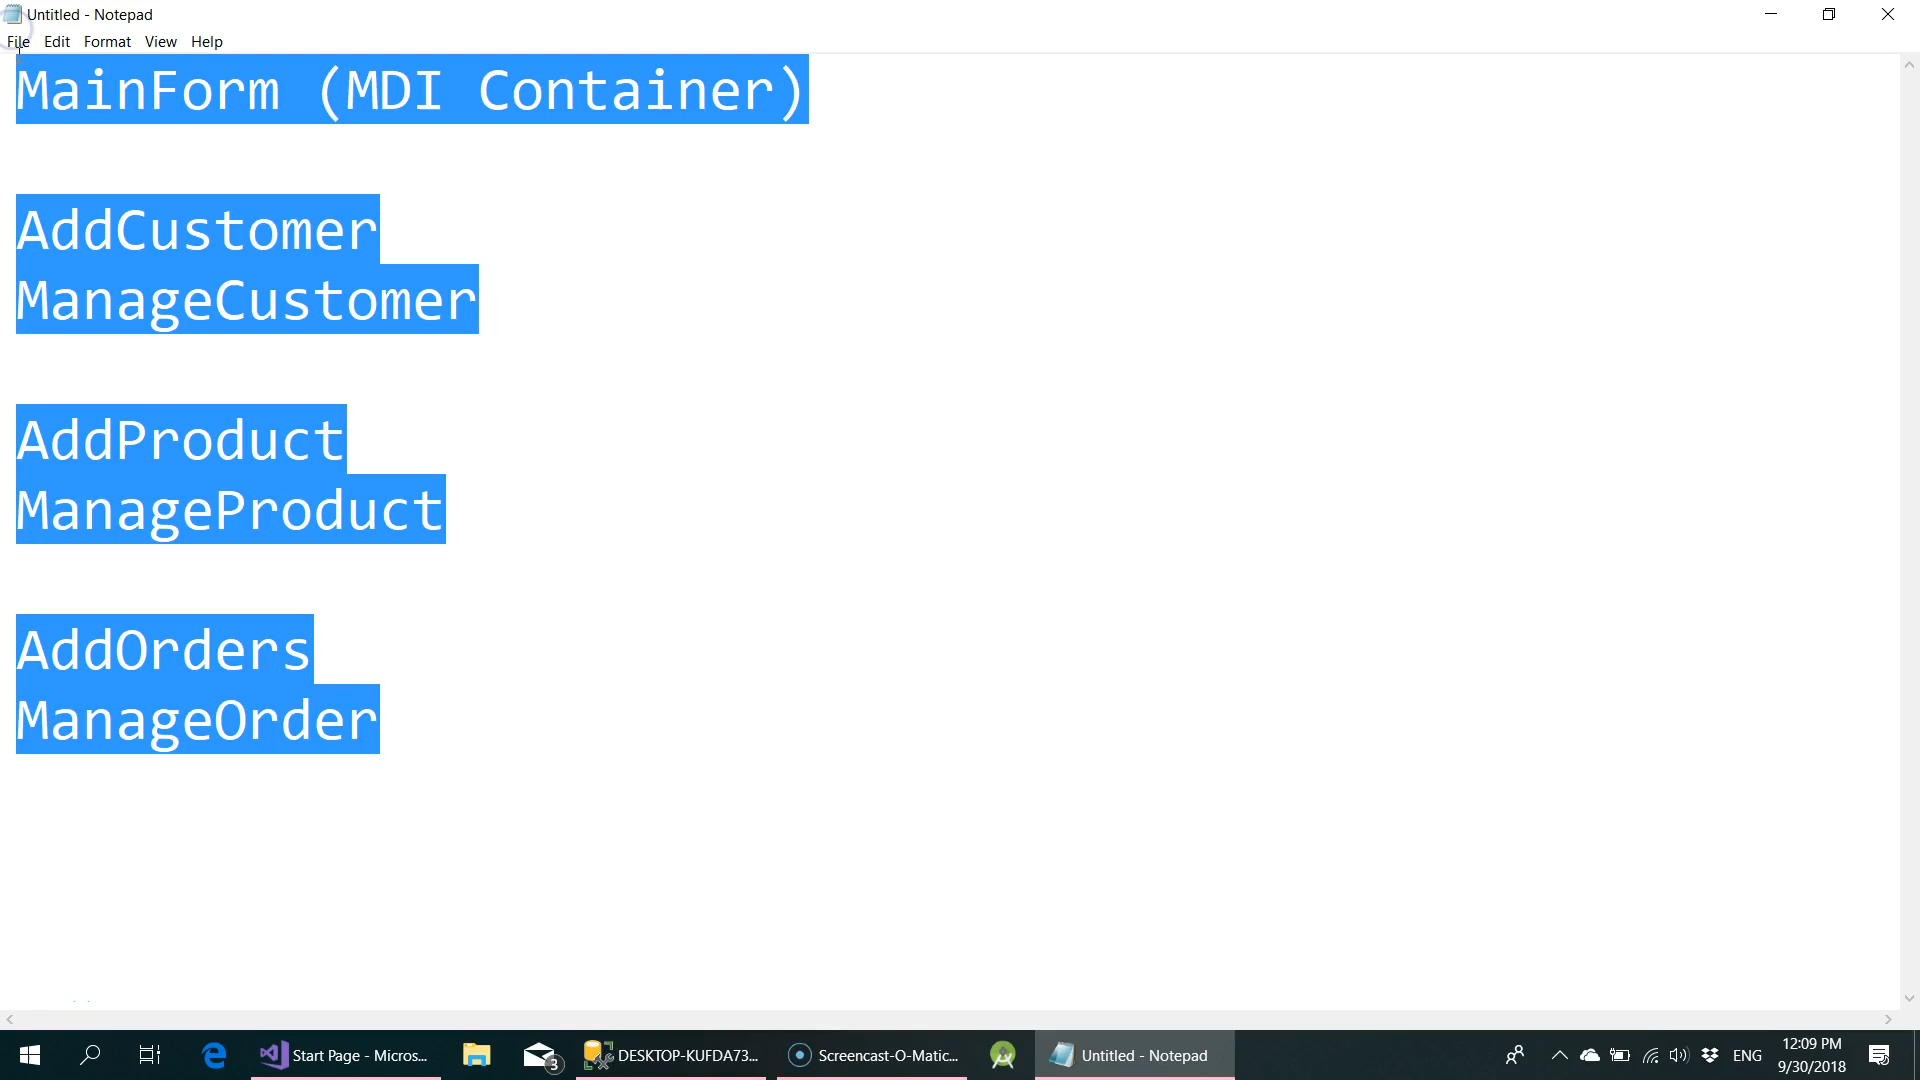 Untitled - Notepad
File Edit Format View Help
MainForm (MDI Container)
AddCustomer
ManageCustomer
AddProduct
ManageProduct
AddOrders
ManageOrder
Start Page - Micros...
3
DESKTOP-KUFDA73...
Screencast-O-Matic...
Untitled - Notepad
ENG
12:09 PM
9/30/2018